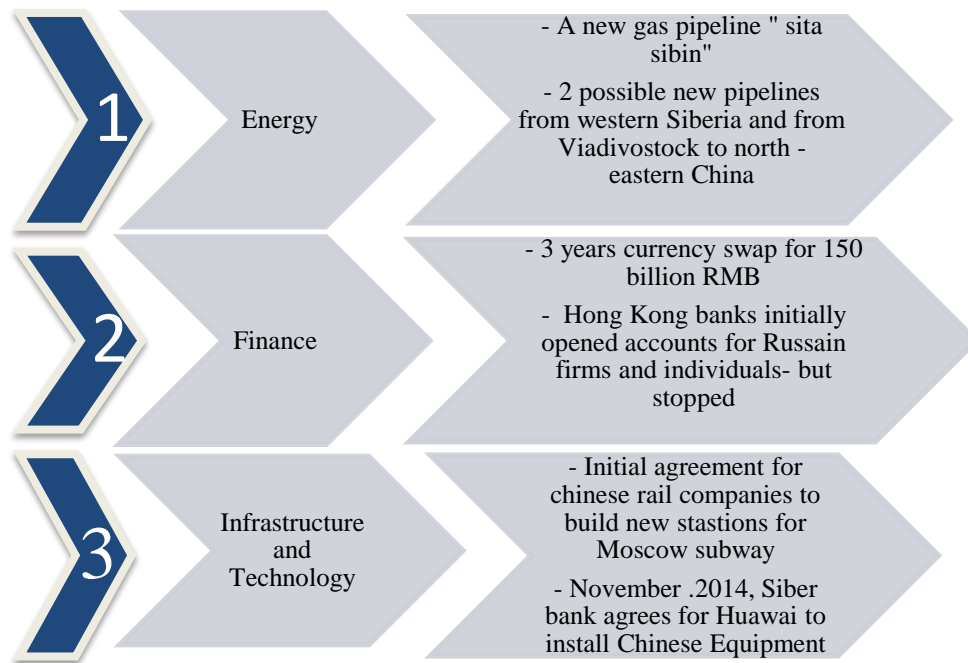 1
Energy
- A new gas pipeline " sita
sibin"
- 2 possible new pipelines
from western Siberia and from
Viadivostock to north -
eastern China
2
Finance
- 3 years currency swap for 150
billion RMB
- Hong Kong banks initially
opened accounts for Russain
firms and individuals- but
stopped
3
Infrastructure
and
Technology
- Initial agreement for
chinese rail companies to
build new stastions for
Moscow subway
- November .2014, Siber
bank agrees for Huawai to
install Chinese Equipment